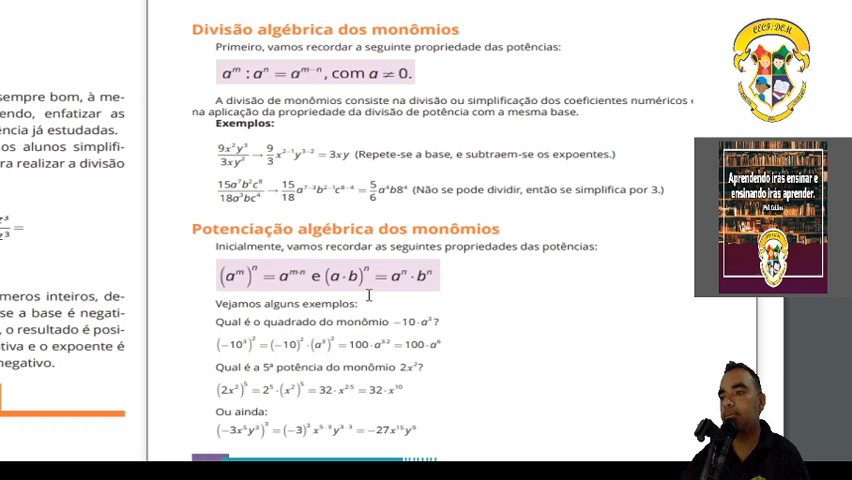 sempre bom, à me-
endo, enfatizar as
ência já estudadas.
os alunos simplifi-
ra realizar a divisão
meros inteiros, de-
se a base é negati-
, o resultado é posi-
tiva e o expoente é
negativo.
Divisão algébrica dos monômios
Primeiro, vamos recordar a seguinte propriedade das potências:
aᵐ : aⁿ = aᵐ⁻ⁿ, com a ≠ 0.
A divisão de monômios consiste na divisão ou simplificação dos coeficientes numéricos e
na aplicação da propriedade da divisão de potência com a mesma base.
Exemplos:
9x²y³/3xy² → 9/3 x²⁻¹y³⁻² = 3xy (Repete-se a base, e subtraem-se os expoentes.)
15a⁷b²c⁸/18a³bc⁴ → 15/18 a⁷⁻³b²⁻¹c⁸⁻⁴ = 5/6 a⁴b8⁴ (Não se pode dividir, então se simplifica por 3.)
Potenciação algébrica dos monômios
Inicialmente, vamos recordar as seguintes propriedades das potências:
(aᵐ)ⁿ = aᵐ·ⁿ e (a·b)ⁿ = aⁿ · bⁿ
Vejamos alguns exemplos:
Qual é o quadrado do monômio −10·a³?
(−10³)² = (−10)²·(a³)² = 100·a³·² = 100·a⁶
Qual é a 5ª potência do monômio 2x²?
(2x²)⁵ = 2⁵·(x²)⁵ = 32·x²·⁵ = 32·x¹⁰
Ou ainda:
(−3x⁵y³)³ = (−3)³ x⁵·³y³·³ = −27x¹⁵y⁹
Aprendendo irás ensinar e
ensinando irás aprender.
Phil Collins